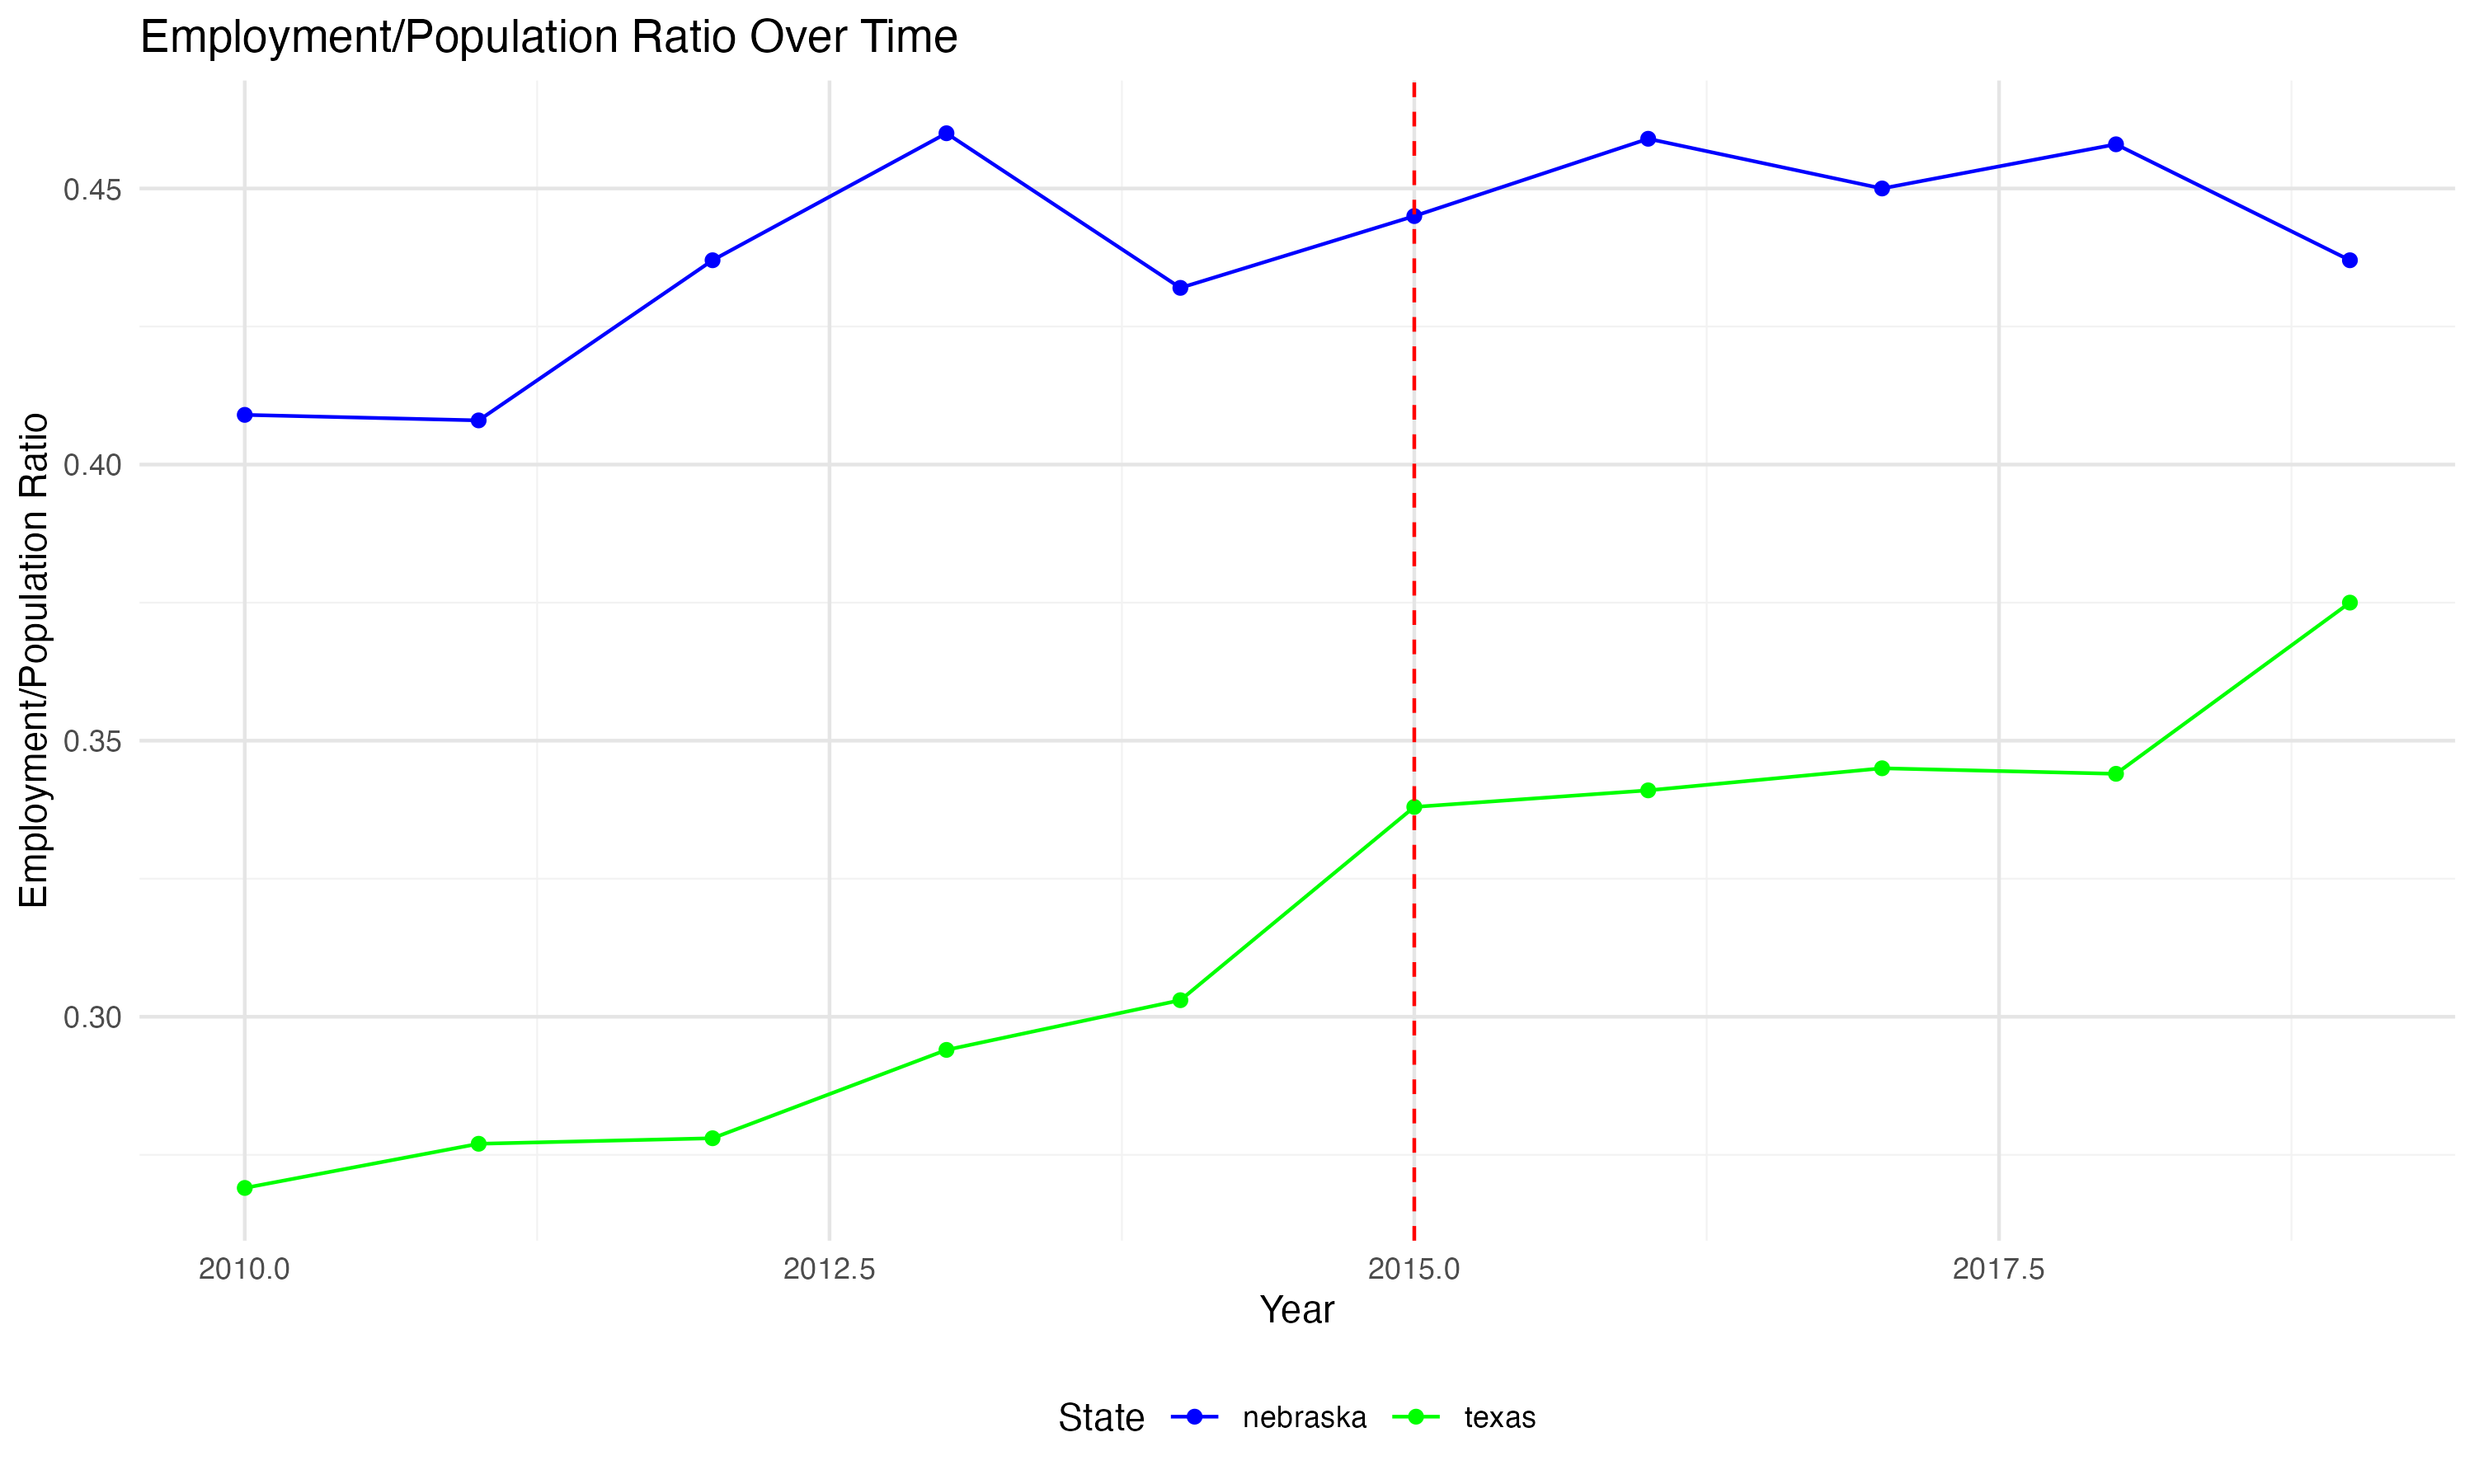 Employment/Population Ratio Over Time
Employment/Population Ratio
0.45
0.40
0.35
0.30
2010.0 2012.5 2015.0 2017.5
Year
State nebraska texas